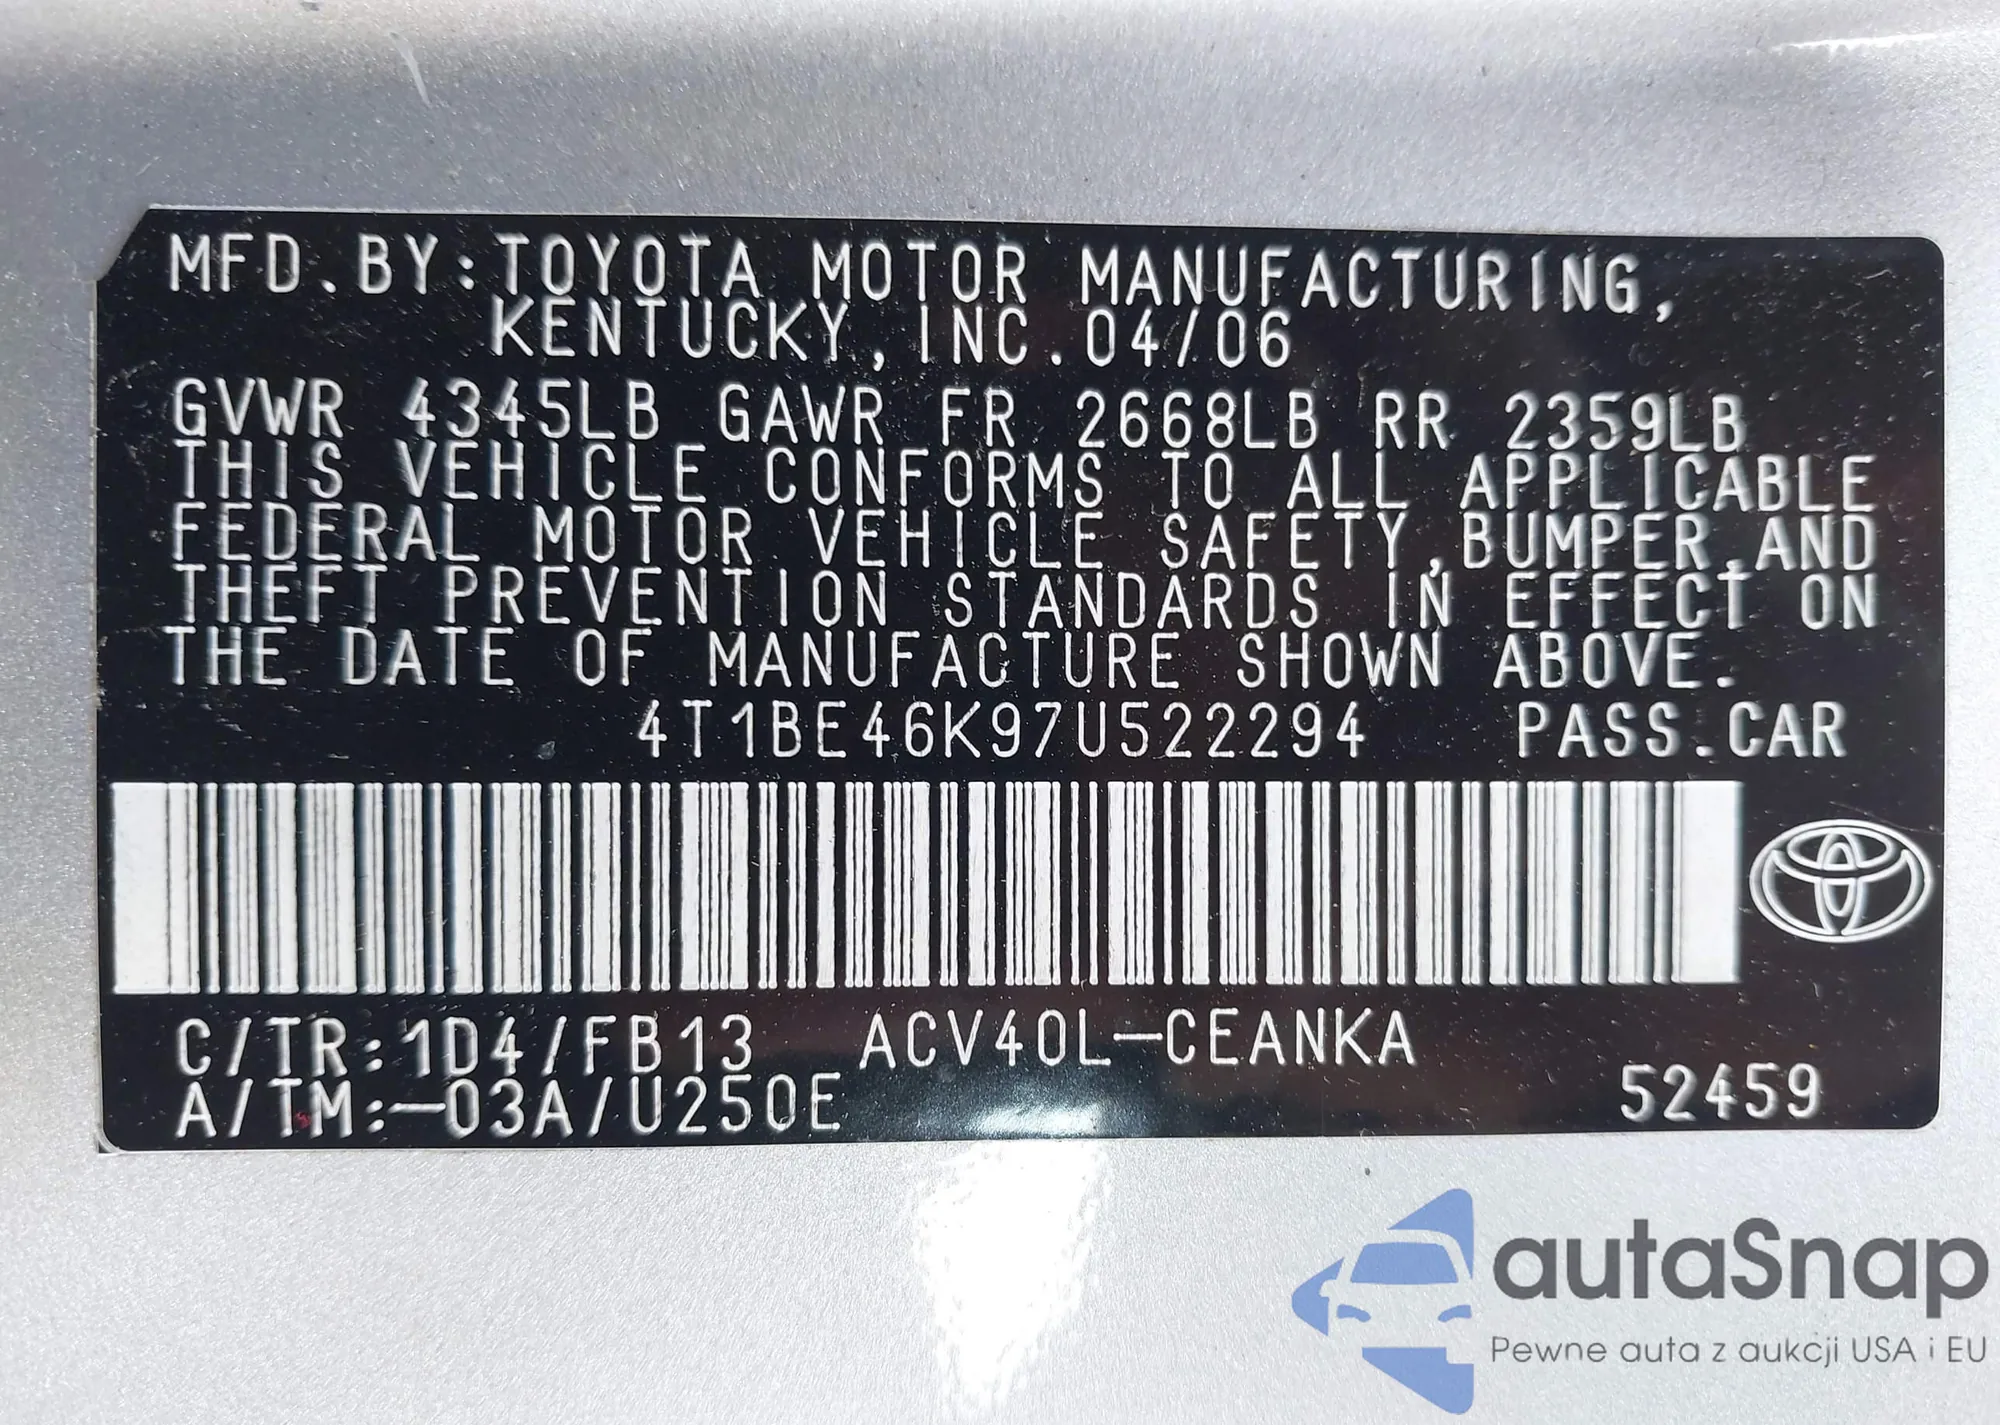 MFD.BY:TOYOTA MOTOR MANUFACTURING,
KENTUCKY,INC.04/06
GVWR 4345LB GAWR FR 2668LB RR 2359LB
THIS VEHICLE CONFORMS TO ALL APPLICABLE
FEDERAL MOTOR VEHICLE SAFETY,BUMPER,AND
THEFT PREVENTION STANDARDS IN EFFECT ON
THE DATE OF MANUFACTURE SHOWN ABOVE.
4T1BE46K97U522294 PASS.CAR
C/TR:1D4/FB13 ACV40L-CEANKA
A/TM:-03A/U250E 52459
autaSnap
Pewne auta z aukcji USA i EU